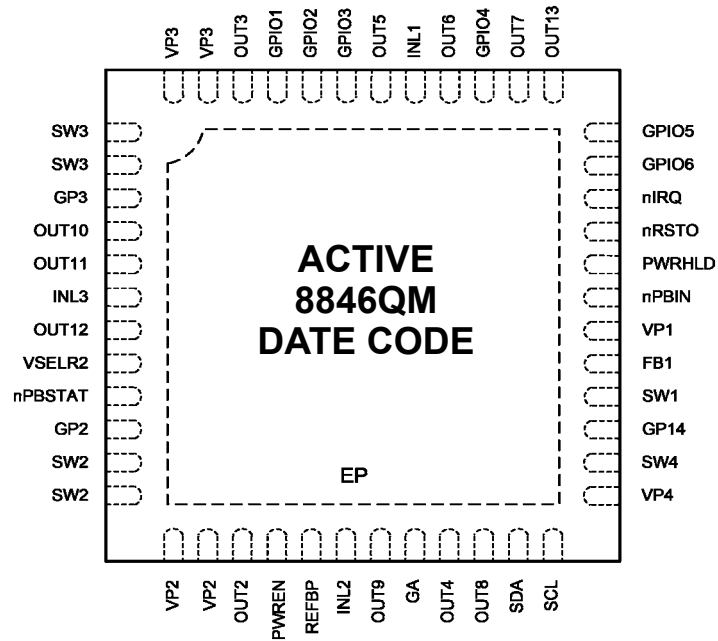 VP3
VP3
OUT3
GPIO1
GPIO2
GPIO3
OUT5
INL1
OUT6
GPIO4
OUT7
OUT13
SW3
SW3
GP3
OUT10
OUT11
INL3
OUT12
VSELR2
nPBSTAT
GP2
SW2
SW2
ACTIVE
8846QM
DATE CODE
EP
GPIO5
GPIO6
nIRQ
nRSTO
PWRHLD
nPBIN
VP1
FB1
SW1
GP14
SW4
VP4
VP2
VP2
OUT2
PWREN
REFBP
INL2
OUT9
GA
OUT4
OUT8
SDA
SCL